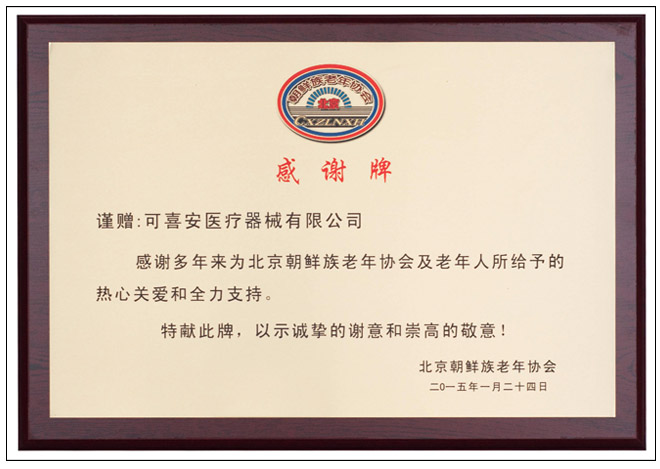 朝鲜族老年协会
北京
CXZLNXH
感谢牌
谨赠:可喜安医疗器械有限公司
感谢多年来为北京朝鲜族老年协会及老年人所给予的
热心关爱和全力支持。
特献此牌，以示诚挚的谢意和崇高的敬意！
北京朝鲜族老年协会
二0一五年一月二十四日